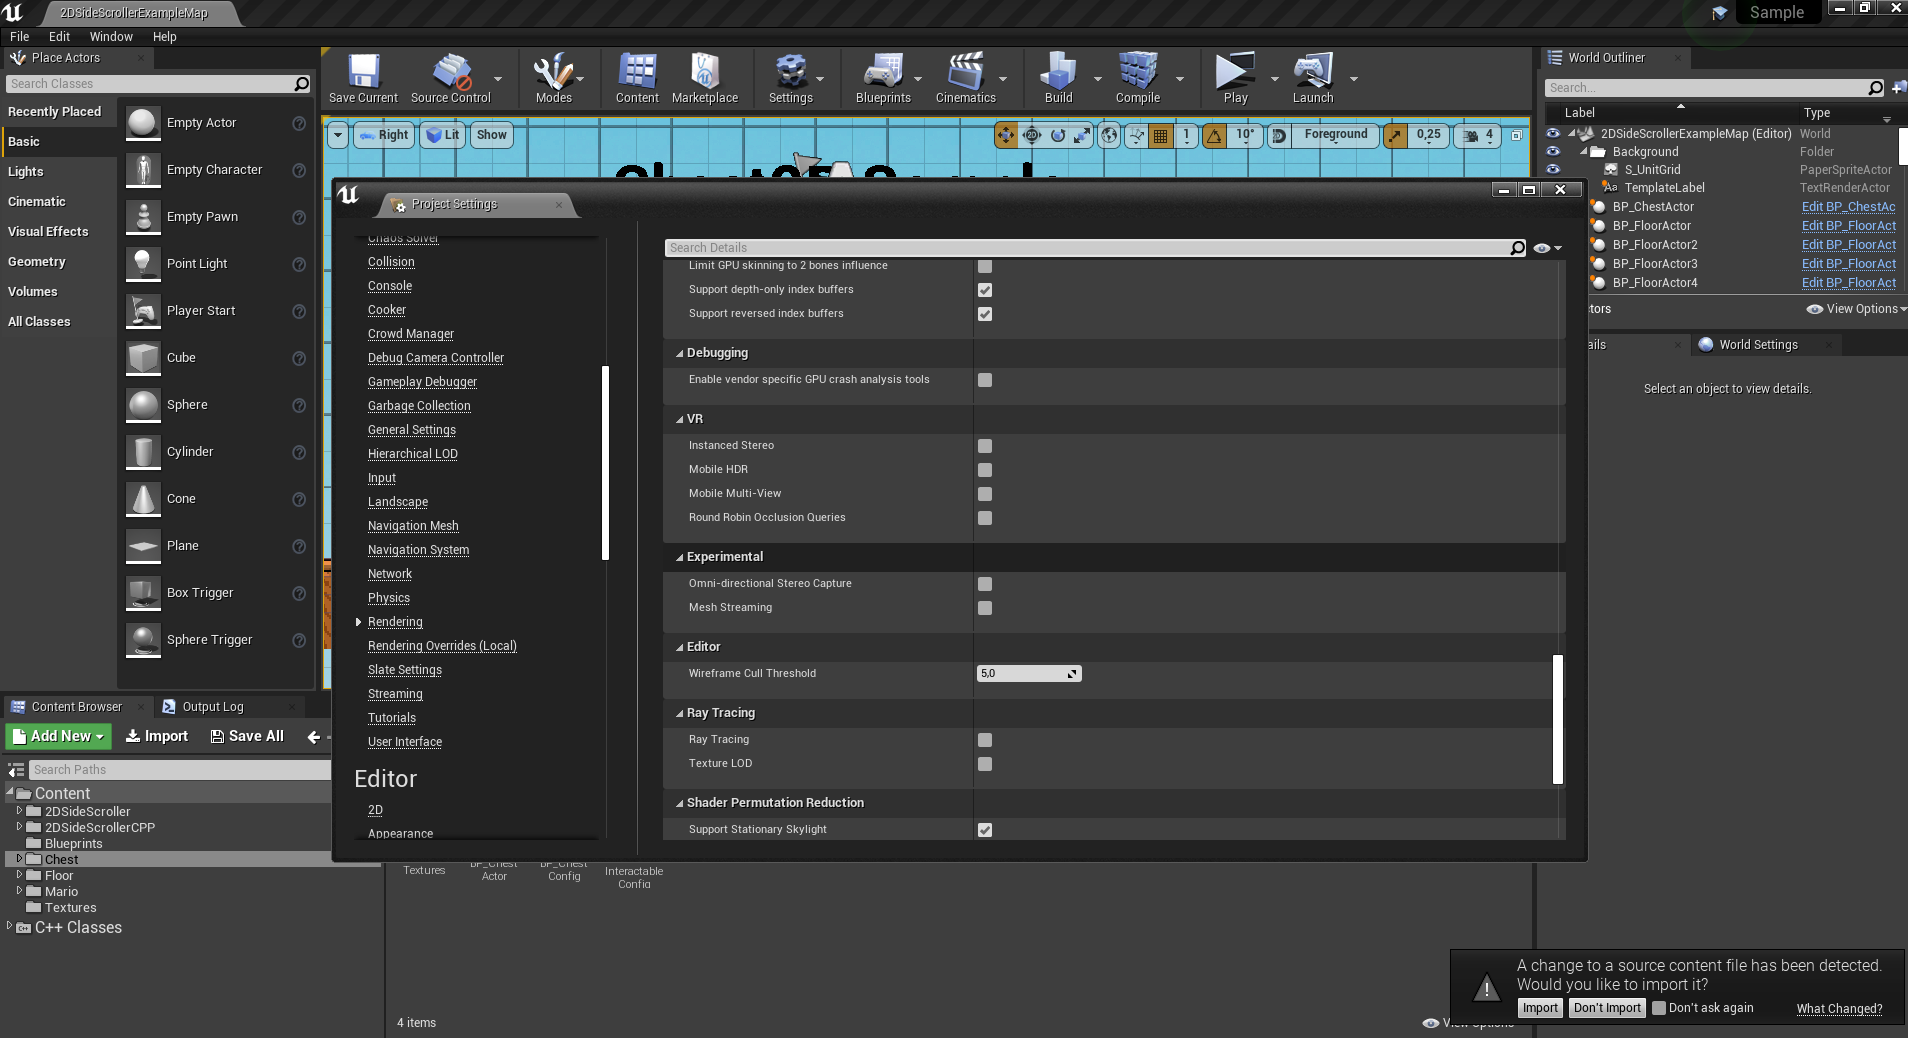 2DSideScrollerExampleMap
Sample
File Edit Window Help
Place Actors
Search Classes
Recently Placed
Basic
Lights
Cinematic
Visual Effects
Geometry
Volumes
All Classes
Empty Actor
Empty Character
Empty Pawn
Point Light
Player Start
Cube
Sphere
Cylinder
Cone
Plane
Box Trigger
Sphere Trigger
Save Current
Source Control
Modes
Content
Marketplace
Settings
Blueprints
Cinematics
Build
Compile
Play
Launch
Right
Lit
Show
1
10°
Foreground
0,25
4
World Outliner
Search...
Label Type
2DSideScrollerExampleMap (Editor) World
Background Folder
S_UnitGrid PaperSpriteActor
TemplateLabel TextRenderActor
BP_ChestActor Edit BP_ChestAc
BP_FloorActor Edit BP_FloorAct
BP_FloorActor2 Edit BP_FloorAct
BP_FloorActor3 Edit BP_FloorAct
BP_FloorActor4 Edit BP_FloorAct
tors
View Options
ails
World Settings
Select an object to view details.
Project Settings
Chaos Solver
Collision
Console
Cooker
Crowd Manager
Debug Camera Controller
Gameplay Debugger
Garbage Collection
General Settings
Hierarchical LOD
Input
Landscape
Navigation Mesh
Navigation System
Network
Physics
Rendering
Rendering Overrides (Local)
Slate Settings
Streaming
Tutorials
User Interface
Editor
2D
Appearance
Search Details
Limit GPU skinning to 2 bones influence
Support depth-only index buffers
Support reversed index buffers
Debugging
Enable vendor specific GPU crash analysis tools
VR
Instanced Stereo
Mobile HDR
Mobile Multi-View
Round Robin Occlusion Queries
Experimental
Omni-directional Stereo Capture
Mesh Streaming
Editor
Wireframe Cull Threshold 5,0
Ray Tracing
Ray Tracing
Texture LOD
Shader Permutation Reduction
Support Stationary Skylight
Content Browser
Output Log
Add New
Import
Save All
Search Paths
Content
2DSideScroller
2DSideScrollerCPP
Blueprints
Chest
Floor
Mario
Textures
C++ Classes
Textures
BP_Chest
Actor
BP_Chest
Config
Interactable
Config
4 items
View Options
A change to a source content file has been detected.
Would you like to import it?
Import
Don't Import
Don't ask again
What Changed?